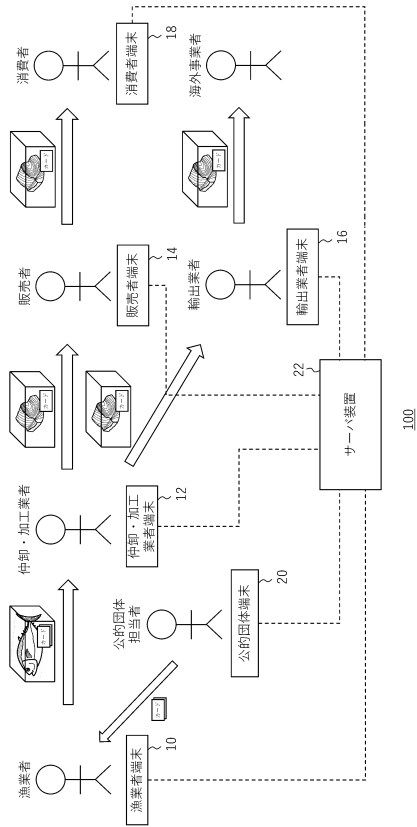 漁業者
漁業者端末
10
カード
公的団体
担当者
カード
公的団体端末
20
仲卸・加工業者
仲卸・加工
業者端末
12
カード
カード
販売者
販売者端末
14
輸出業者
輸出業者端末
16
カード
カード
消費者
消費者端末
18
海外事業者
サーバ装置
22
100